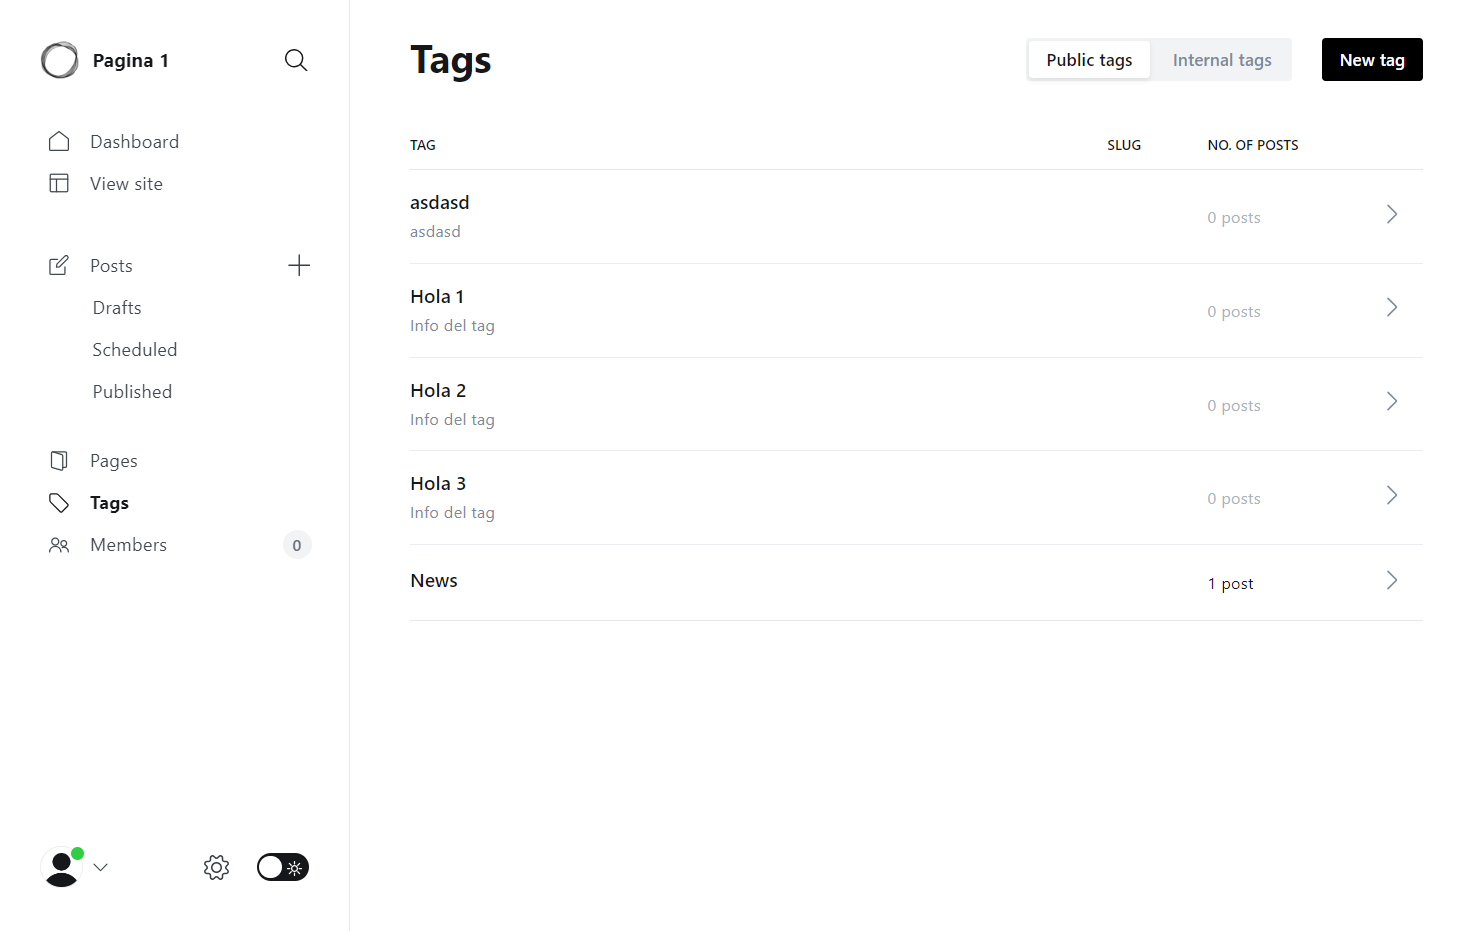 Pagina 1
Dashboard
View site
Posts
Drafts
Scheduled
Published
Pages
Tags
Members 0
Tags
Public tags Internal tags New tag
TAG SLUG NO. OF POSTS
asdasd
asdasd
0 posts
Hola 1
Info del tag
0 posts
Hola 2
Info del tag
0 posts
Hola 3
Info del tag
0 posts
News
1 post